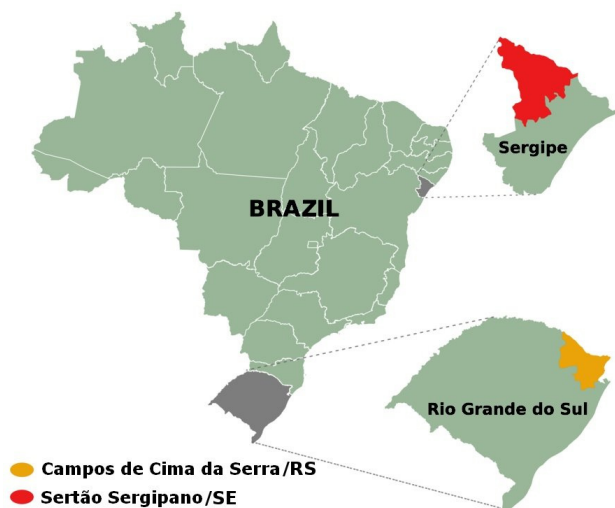 Sergipe
BRAZIL
Rio Grande do Sul
Campos de Cima da Serra/RS
Sertão Sergipano/SE